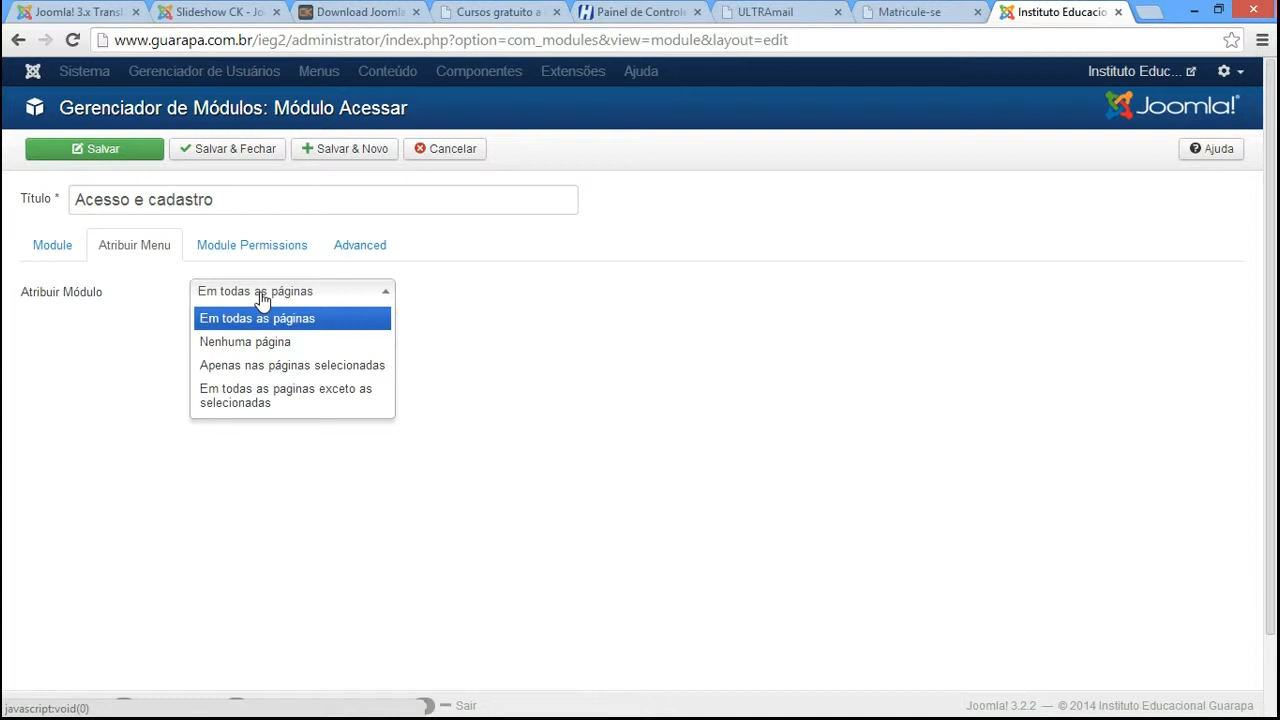 Joomla! 3.x Transl
Slideshow CK - Joo
Download Joomla
Cursos gratuito a
Painel de Controle
ULTRAmail
Matricule-se
Instituto Educacio
www.guarapa.com.br/ieg2/administrator/index.php?option=com_modules&view=module&layout=edit
Sistema Gerenciador de Usuários Menus Conteúdo Componentes Extensões Ajuda Instituto Educ...
Gerenciador de Módulos: Módulo Acessar
Joomla!
Salvar Salvar & Fechar Salvar & Novo Cancelar Ajuda
Título * Acesso e cadastro
Module Atribuir Menu Module Permissions Advanced
Atribuir Módulo Em todas as páginas
Em todas as páginas
Nenhuma página
Apenas nas páginas selecionadas
Em todas as paginas exceto as
selecionadas
javascript:void(0) Sair Joomla! 3.2.2 — © 2014 Instituto Educacional Guarapa